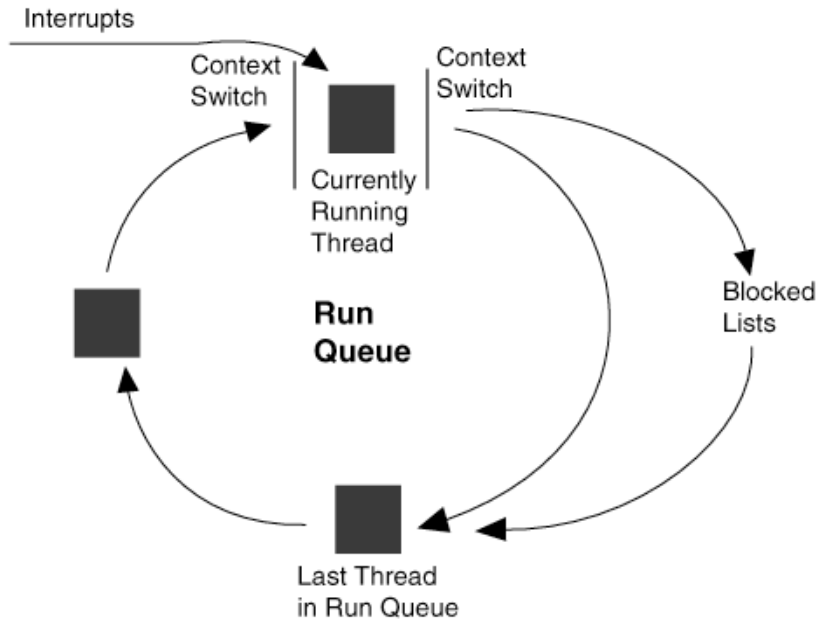 Interrupts
Context
Switch
Context
Switch
Currently
Running
Thread
Run
Queue
Blocked
Lists
Last Thread
in Run Queue